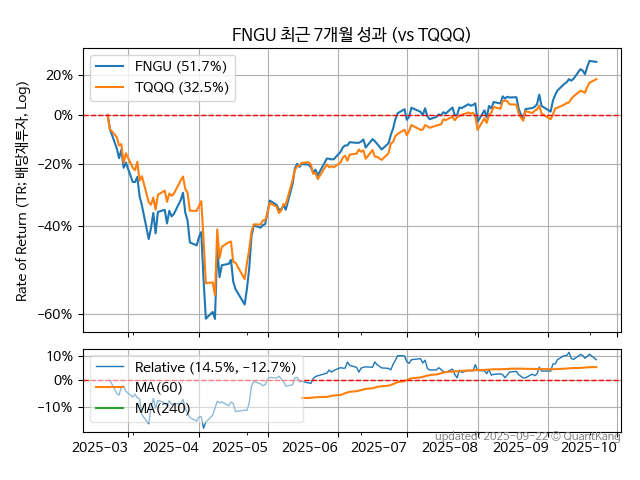 FNGU 최근 7개월 성과 (vs TQQQ)
Rate of Return (TR: 배당재투자, Log)
20%
0%
−20%
−40%
−60%
FNGU (51.7%)
TQQQ (32.5%)
10%
0%
−10%
Relative (14.5%, −12.7%)
MA(60)
MA(240)
updated: 2025-09-22 © QuantKang
2025-03 2025-04 2025-05 2025-06 2025-07 2025-08 2025-09 2025-10